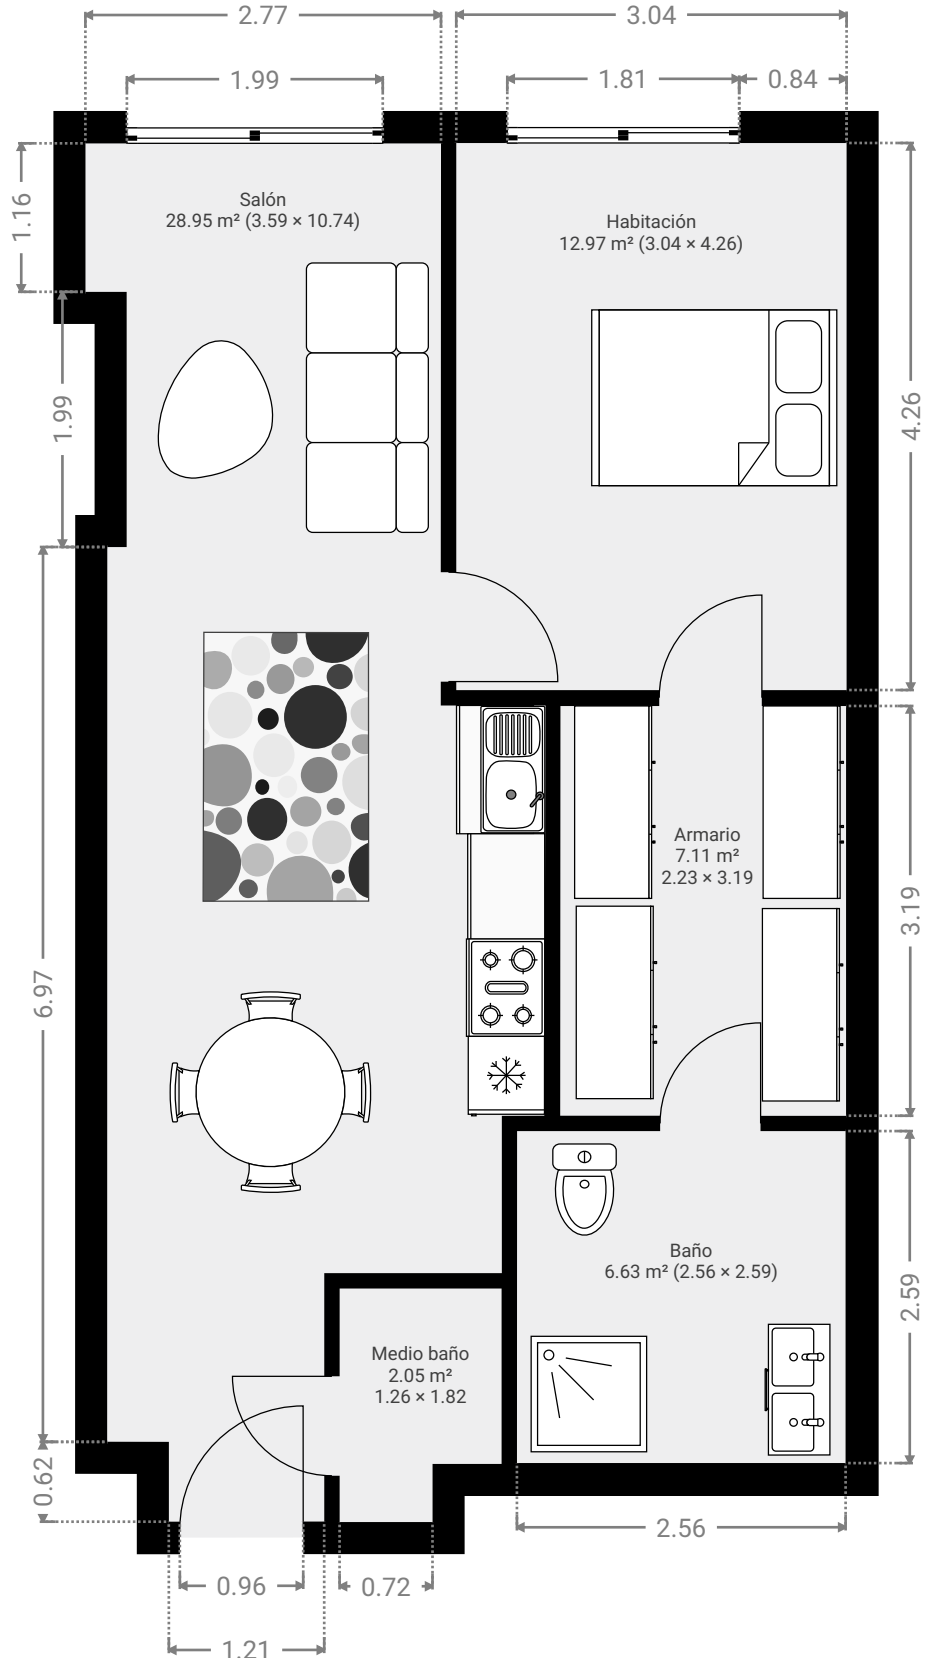 2.77
3.04
1.99
1.81
0.84
Salón
28.95 m² (3.59 × 10.74)
Habitación
12.97 m² (3.04 × 4.26)
1.16
1.99
4.26
Armario
7.11 m²
2.23 × 3.19
3.19
6.97
Baño
6.63 m² (2.56 × 2.59)
2.59
Medio baño
2.05 m²
1.26 × 1.82
0.62
2.56
0.96
0.72
1.21